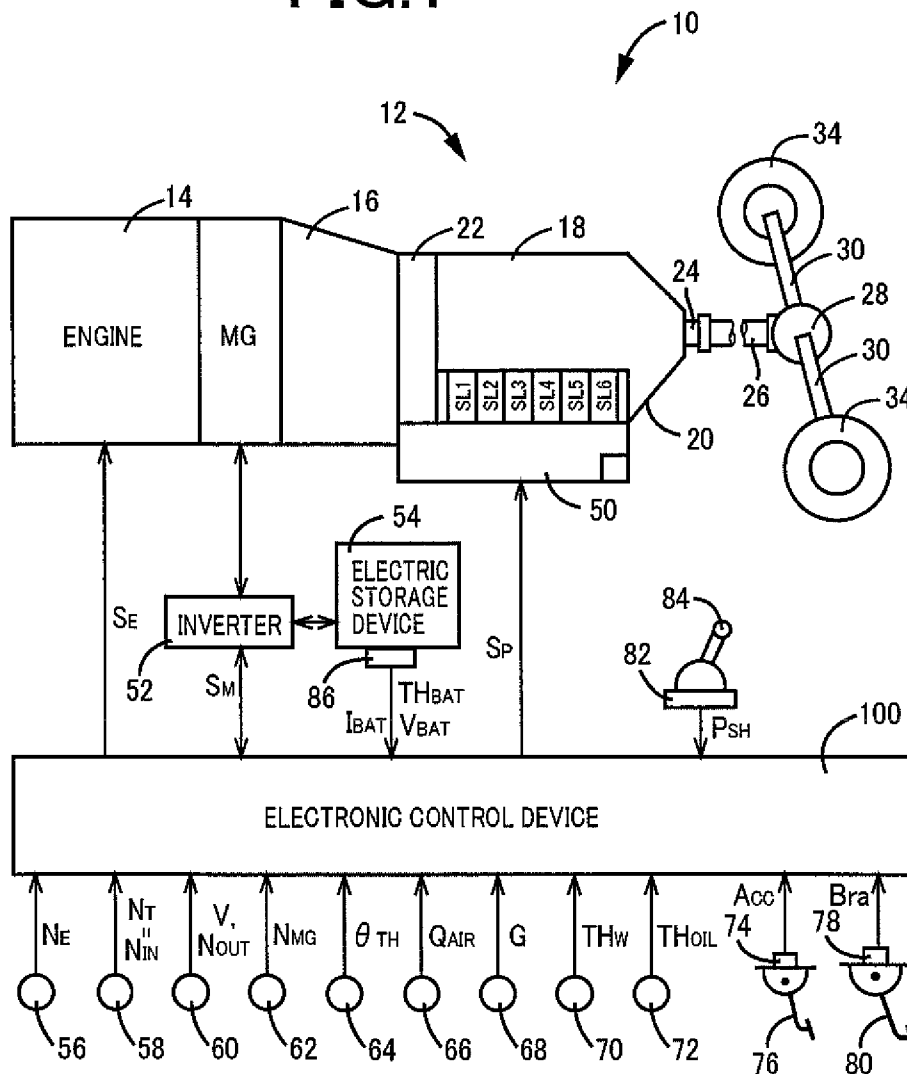 FIG.1
10
12
34
14
16
22
18
24
30
28
ENGINE
MG
SL1
SL2
SL3
SL4
SL5
SL6
26
30
34
20
50
54
ELECTRIC
STORAGE
DEVICE
INVERTER
52
86
84
82
SE
SM
IBAT
THBAT
VBAT
SP
PSH
100
ELECTRONIC CONTROL DEVICE
NE
NT
"
NIN
V,
NOUT
NMG
θTH
QAIR
G
THW
THOIL
Acc
74
Bra
78
56
58
60
62
64
66
68
70
72
76
80